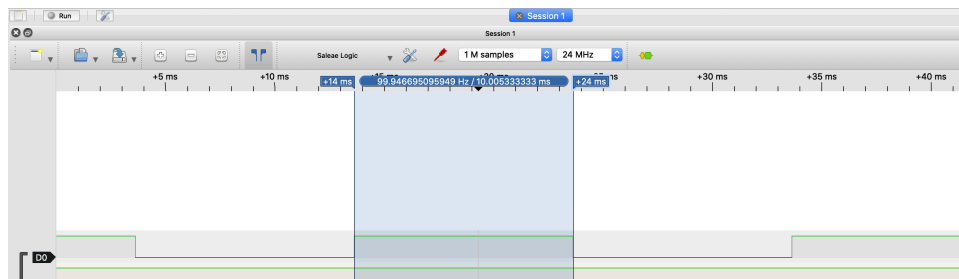 Run
Session 1
Session 1
Saleae Logic
1 M samples
24 MHz
+5 ms
+10 ms
+30 ms
+35 ms
+40 ms
+14 ms
99.946695095949 Hz / 10.005333333 ms
+24 ms
D0